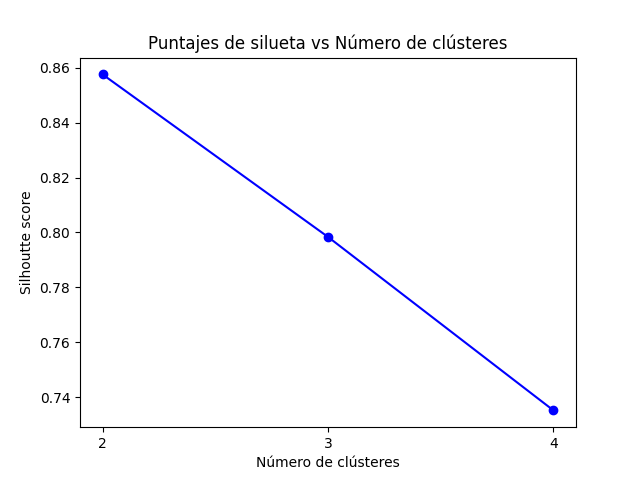 Puntajes de silueta vs Número de clústeres
0.86
0.84
0.82
0.80
0.78
0.76
0.74
Silhoutte score
2 3 4
Número de clústeres